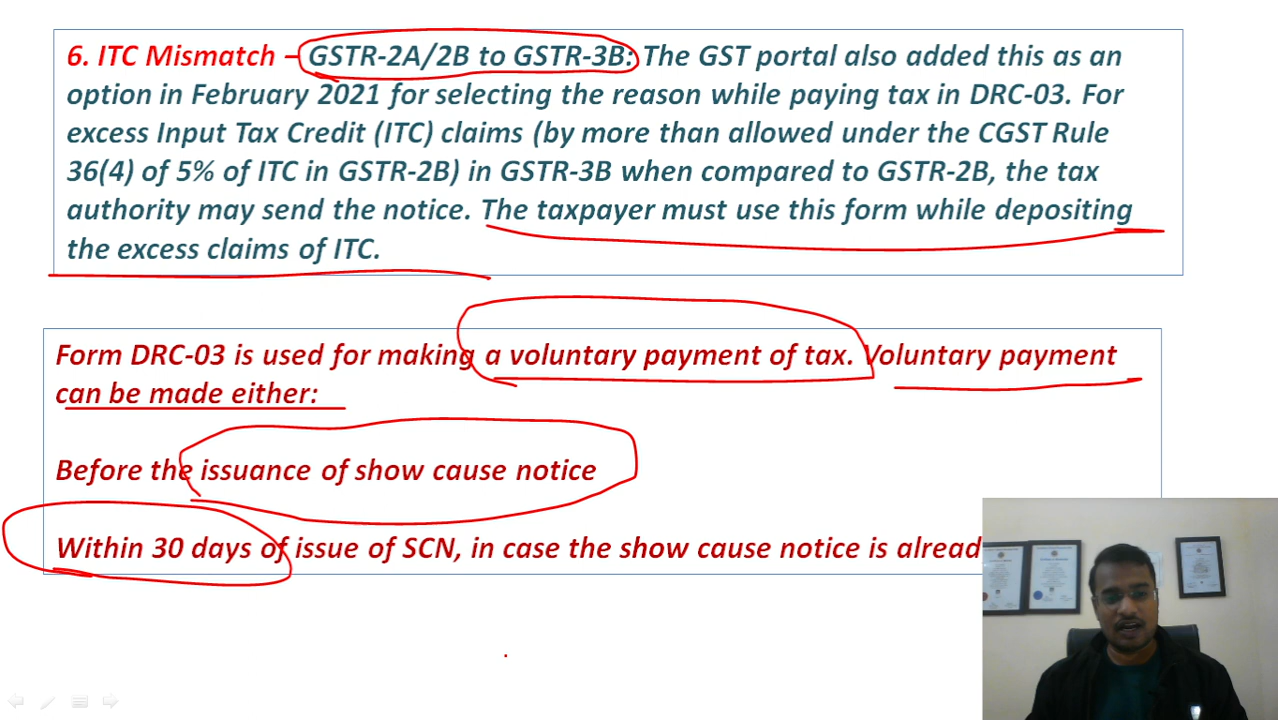 6. ITC Mismatch – GSTR-2A/2B to GSTR-3B: The GST portal also added this as an
option in February 2021 for selecting the reason while paying tax in DRC-03. For
excess Input Tax Credit (ITC) claims (by more than allowed under the CGST Rule
36(4) of 5% of ITC in GSTR-2B) in GSTR-3B when compared to GSTR-2B, the tax
authority may send the notice. The taxpayer must use this form while depositing
the excess claims of ITC.
Form DRC-03 is used for making a voluntary payment of tax. Voluntary payment
can be made either:
Before the issuance of show cause notice
Within 30 days of issue of SCN, in case the show cause notice is alread